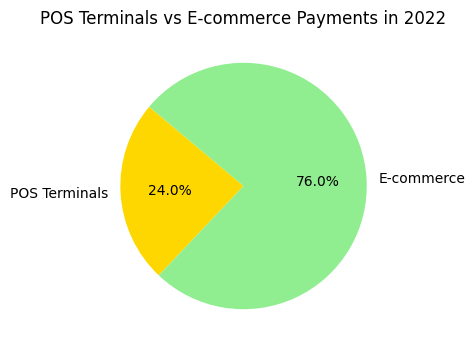 POS Terminals vs E-commerce Payments in 2022
76.0%
E-commerce
24.0%
POS Terminals